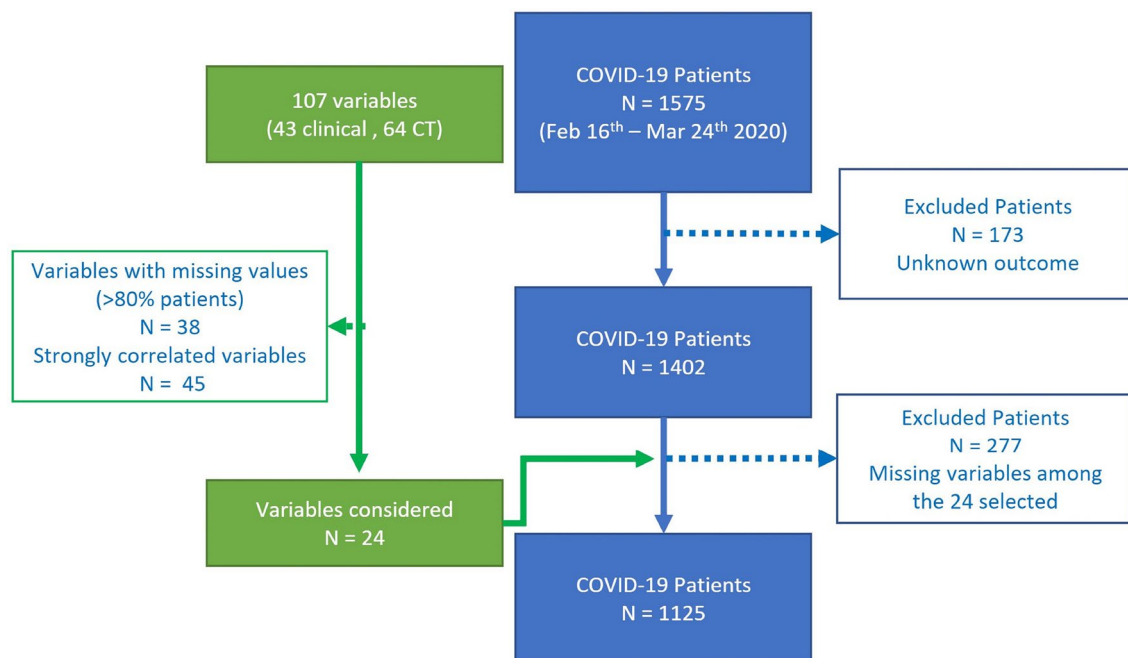 107 variables
(43 clinical , 64 CT)
COVID-19 Patients
N = 1575
(Feb 16th – Mar 24th 2020)
Excluded Patients
N = 173
Unknown outcome
Variables with missing values
(>80% patients)
N = 38
Strongly correlated variables
N =  45
COVID-19 Patients
N = 1402
Excluded Patients
N = 277
Missing variables among
the 24 selected
Variables considered
N = 24
COVID-19 Patients
N = 1125